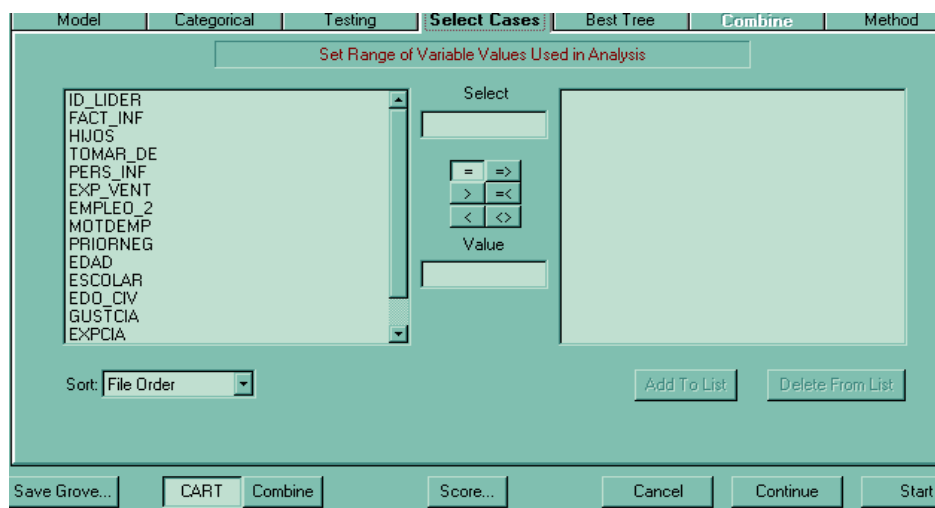 Model Categorical Testing Select Cases Best Tree Combine Method
Set Range of Variable Values Used in Analysis
ID_LIDER
FACT_INF
HIJOS
TOMAR_DE
PERS_INF
EXP_VENT
EMPLEO_2
MOTDEMP
PRIORNEG
EDAD
ESCOLAR
EDO_CIV
GUSTCIA
EXPCIA
Select
= =>
> =<
< <>
Value
Sort: File Order
Add To List Delete From List
Save Grove... CART Combine Score... Cancel Continue Start